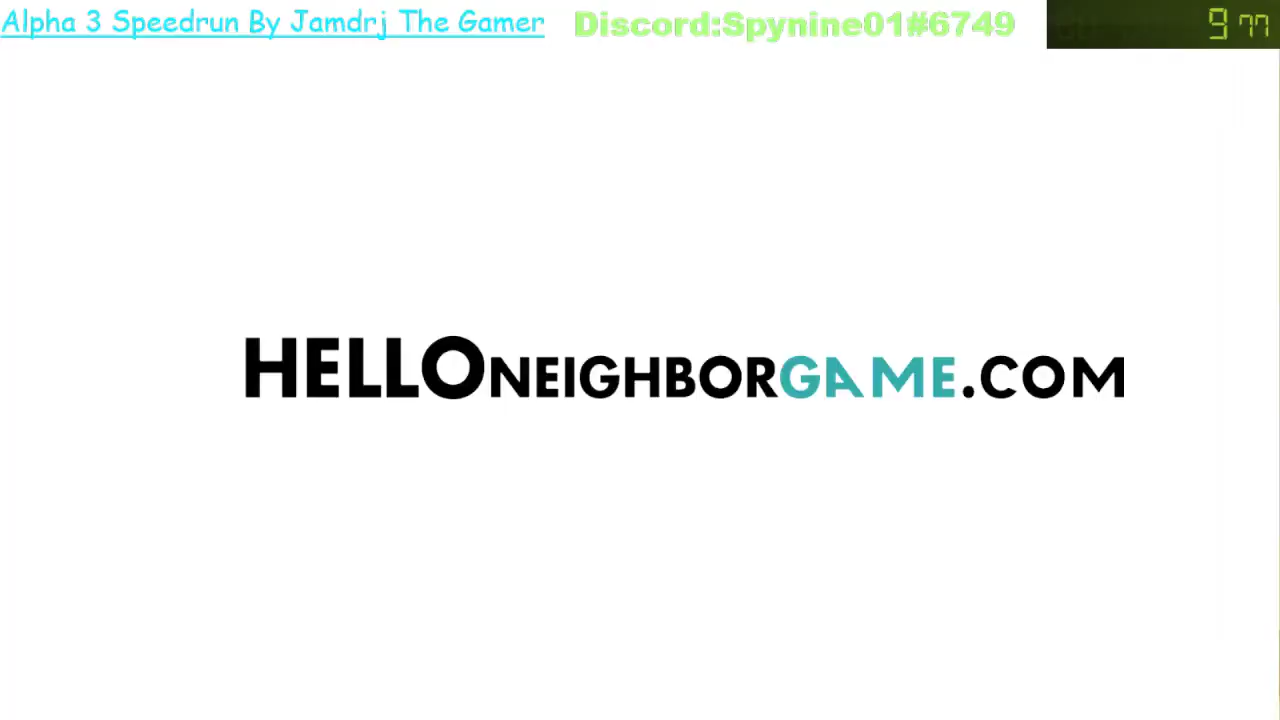 Alpha 3 Speedrun By Jamdrj The Gamer
Discord:Spynine01#6749
HELLONEIGHBORGAME.COM